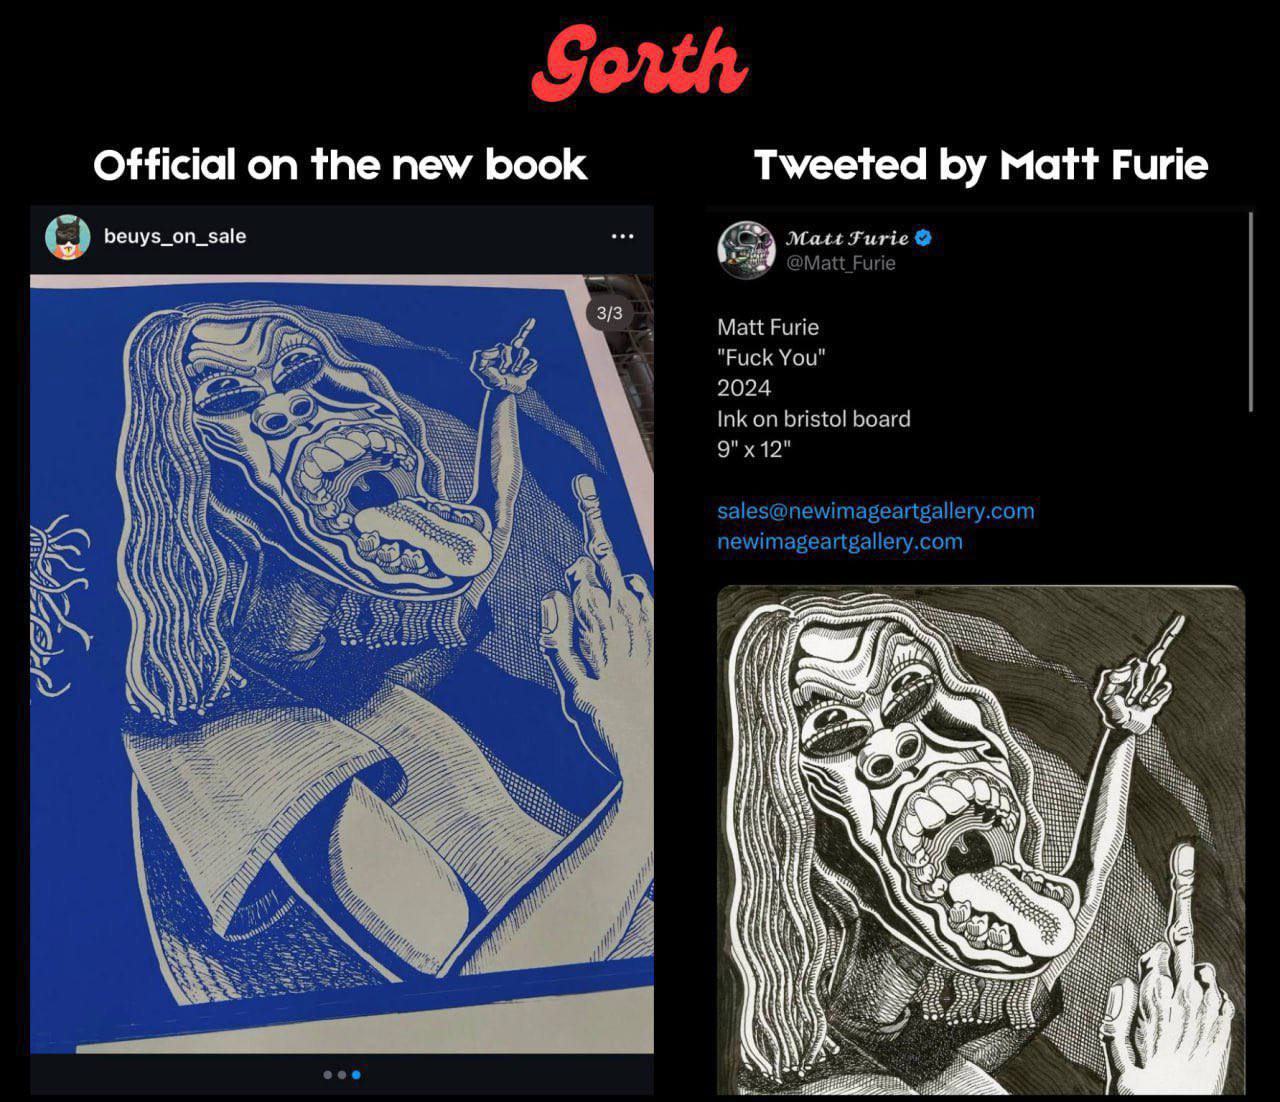 Gorth
Official on the new book
Tweeted by Matt Furie
beuys_on_sale
3/3
Matt Furie
@Matt_Furie
Matt Furie
"Fuck You"
2024
Ink on bristol board
9" x 12"
sales@newimageartgallery.com
newimageartgallery.com